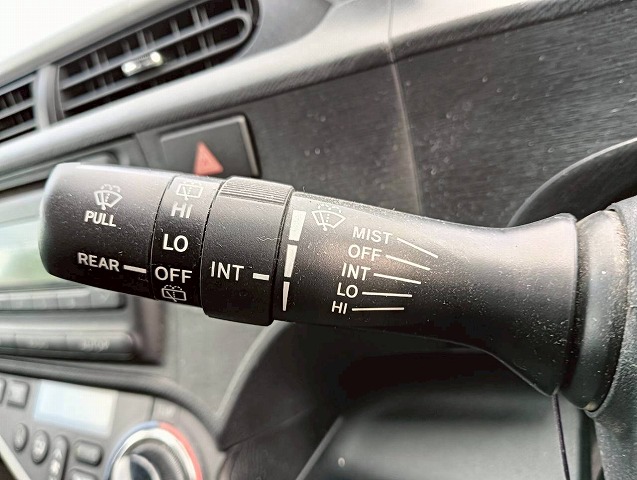 PULL
REAR
HI
LO
OFF
INT
MIST
OFF
INT
LO
HI